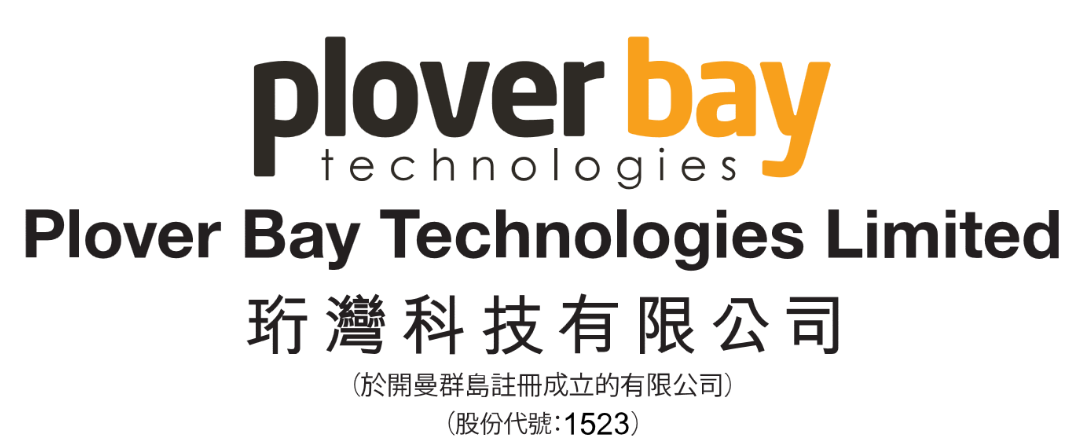 plover bay
technologies
Plover Bay Technologies Limited
珩灣科技有限公司
(於開曼群島註冊成立的有限公司)
(股份代號:1523)